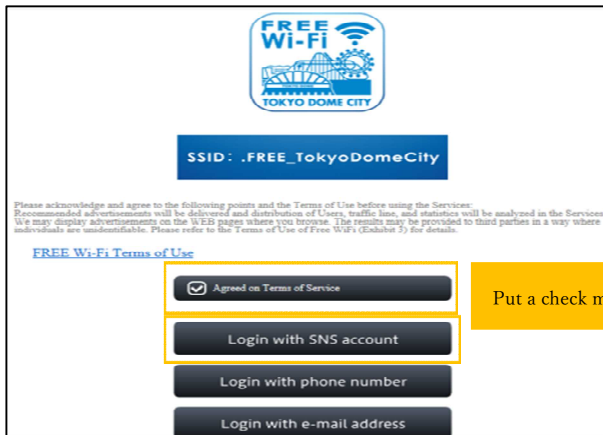 FREE
Wi-Fi
TOKYO DOME CITY
SSID: .FREE_TokyoDomeCity
Please acknowledge and agree to the following points and the Terms of Use before using the Services:
Recommended advertisements will be delivered and distribution of Users, traffic line, and statistics will be analyzed in the Services
We may display advertisements on the WEB pages where you browse. The results may be provided to third parties in a way where
individuals are unidentifiable. Please refer to the Terms of Use of Free WiFi (Exhibit 5) for details.
FREE Wi-Fi Terms of Use
Agreed on Terms of Service
Put a check m
Login with SNS account
Login with phone number
Login with e-mail address